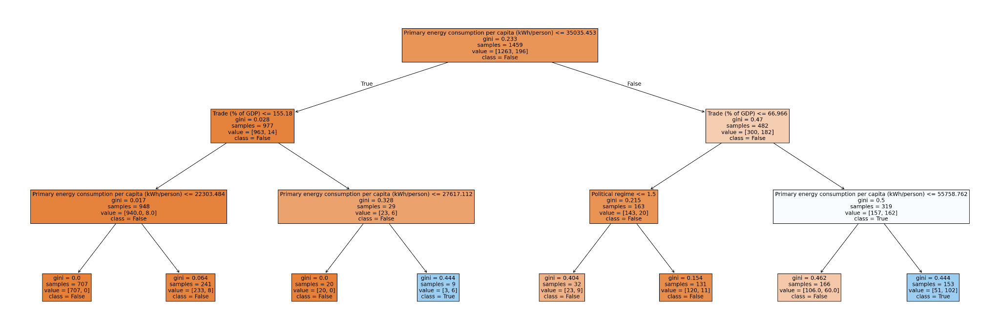 Primary energy consumption per capita (kWh/person) <= 35035.453
gini = 0.233
samples = 1459
value = [1263, 196]
class = False
True
False
Trade (% of GDP) <= 155.18
gini = 0.028
samples = 977
value = [963, 14]
class = False
Trade (% of GDP) <= 66.966
gini = 0.47
samples = 482
value = [300, 182]
class = False
Primary energy consumption per capita (kWh/person) <= 22303.484
gini = 0.017
samples = 948
value = [940.0, 8.0]
class = False
Primary energy consumption per capita (kWh/person) <= 27617.112
gini = 0.328
samples = 29
value = [23, 6]
class = False
Political regime <= 1.5
gini = 0.215
samples = 163
value = [143, 20]
class = False
Primary energy consumption per capita (kWh/person) <= 55758.762
gini = 0.5
samples = 319
value = [157, 162]
class = True
gini = 0.0
samples = 707
value = [707, 0]
class = False
gini = 0.064
samples = 241
value = [233, 8]
class = False
gini = 0.0
samples = 20
value = [20, 0]
class = False
gini = 0.444
samples = 9
value = [3, 6]
class = True
gini = 0.404
samples = 32
value = [23, 9]
class = False
gini = 0.154
samples = 131
value = [120, 11]
class = False
gini = 0.462
samples = 166
value = [106.0, 60.0]
class = False
gini = 0.444
samples = 153
value = [51, 102]
class = True